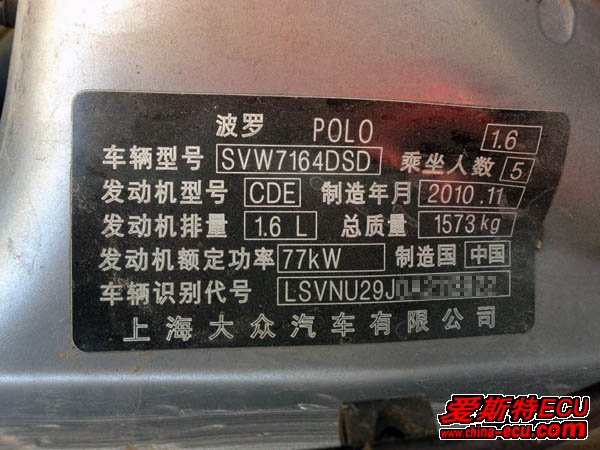 波罗 POLO 1.6
车辆型号 SVW7164DSD 乘坐人数 5
发动机型号 CDE 制造年月 2010.11
发动机排量 1.6 L 总质量 1573kg
发动机额定功率 77kW 制造国 中国
车辆识别代号 LSVNU29J
上海大众汽车有限公司
爱斯特ECU
www.china-ecu.com